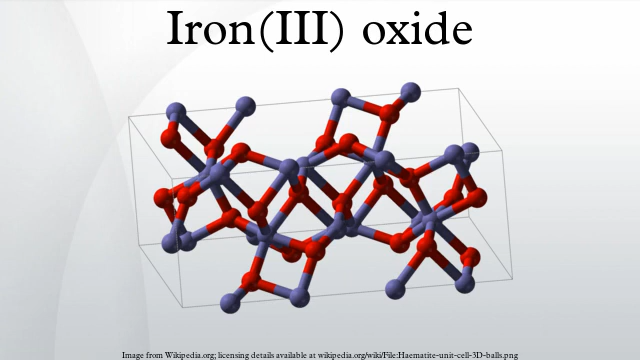 Iron(III) oxide
Image from Wikipedia.org; licensing details available at wikipedia.org/wiki/File:Haematite-unit-cell-3D-balls.png